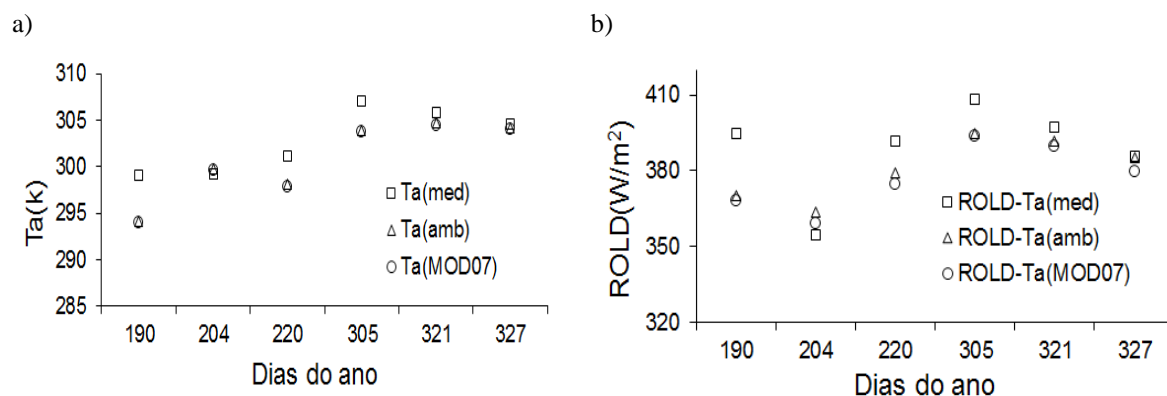 a)
310
305
300
295
290
285
Ta(k)
Ta(med)
Ta(amb)
Ta(MOD07)
190 204 220 305 321 327
Dias do ano
b)
410
380
350
320
ROLD(W/m²)
ROLD-Ta(med)
ROLD-Ta(amb)
ROLD-Ta(MOD07)
190 204 220 305 321 327
Dias do ano